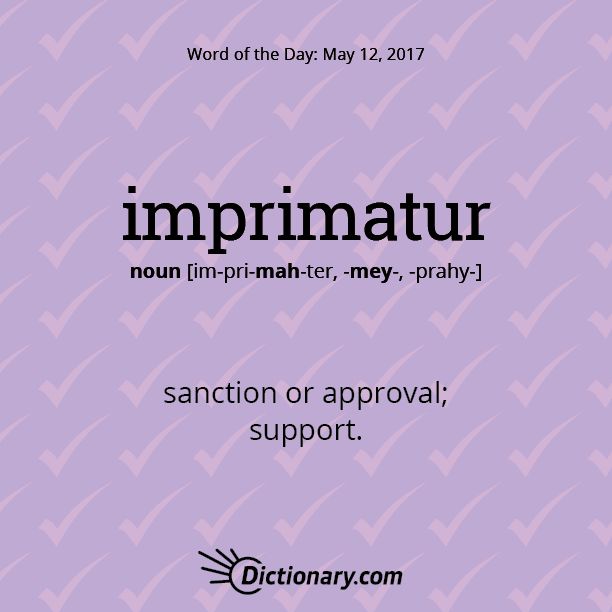 Word of the Day: May 12, 2017
imprimatur
noun [im-pri-mah-ter, -mey-, -prahy-]
sanction or approval;
support.
Dictionary.com